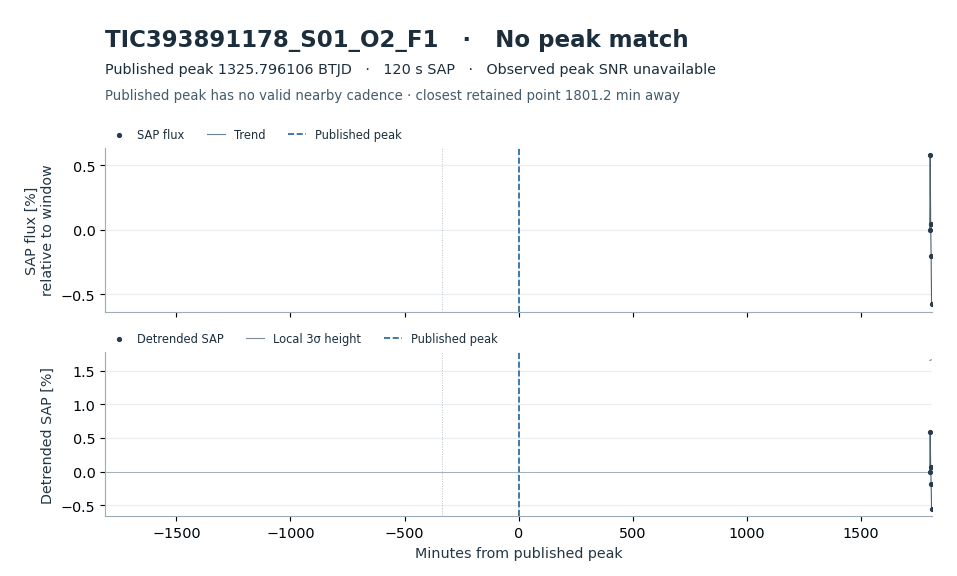 TIC393891178_S01_O2_F1 · No peak match
Published peak 1325.796106 BTJD · 120 s SAP · Observed peak SNR unavailable
Published peak has no valid nearby cadence · closest retained point 1801.2 min away
SAP flux Trend Published peak
SAP flux [%]
relative to window
0.5
0.0
−0.5
Detrended SAP Local 3σ height Published peak
Detrended SAP [%]
1.5
1.0
0.5
0.0
−0.5
−1500 −1000 −500 0 500 1000 1500
Minutes from published peak